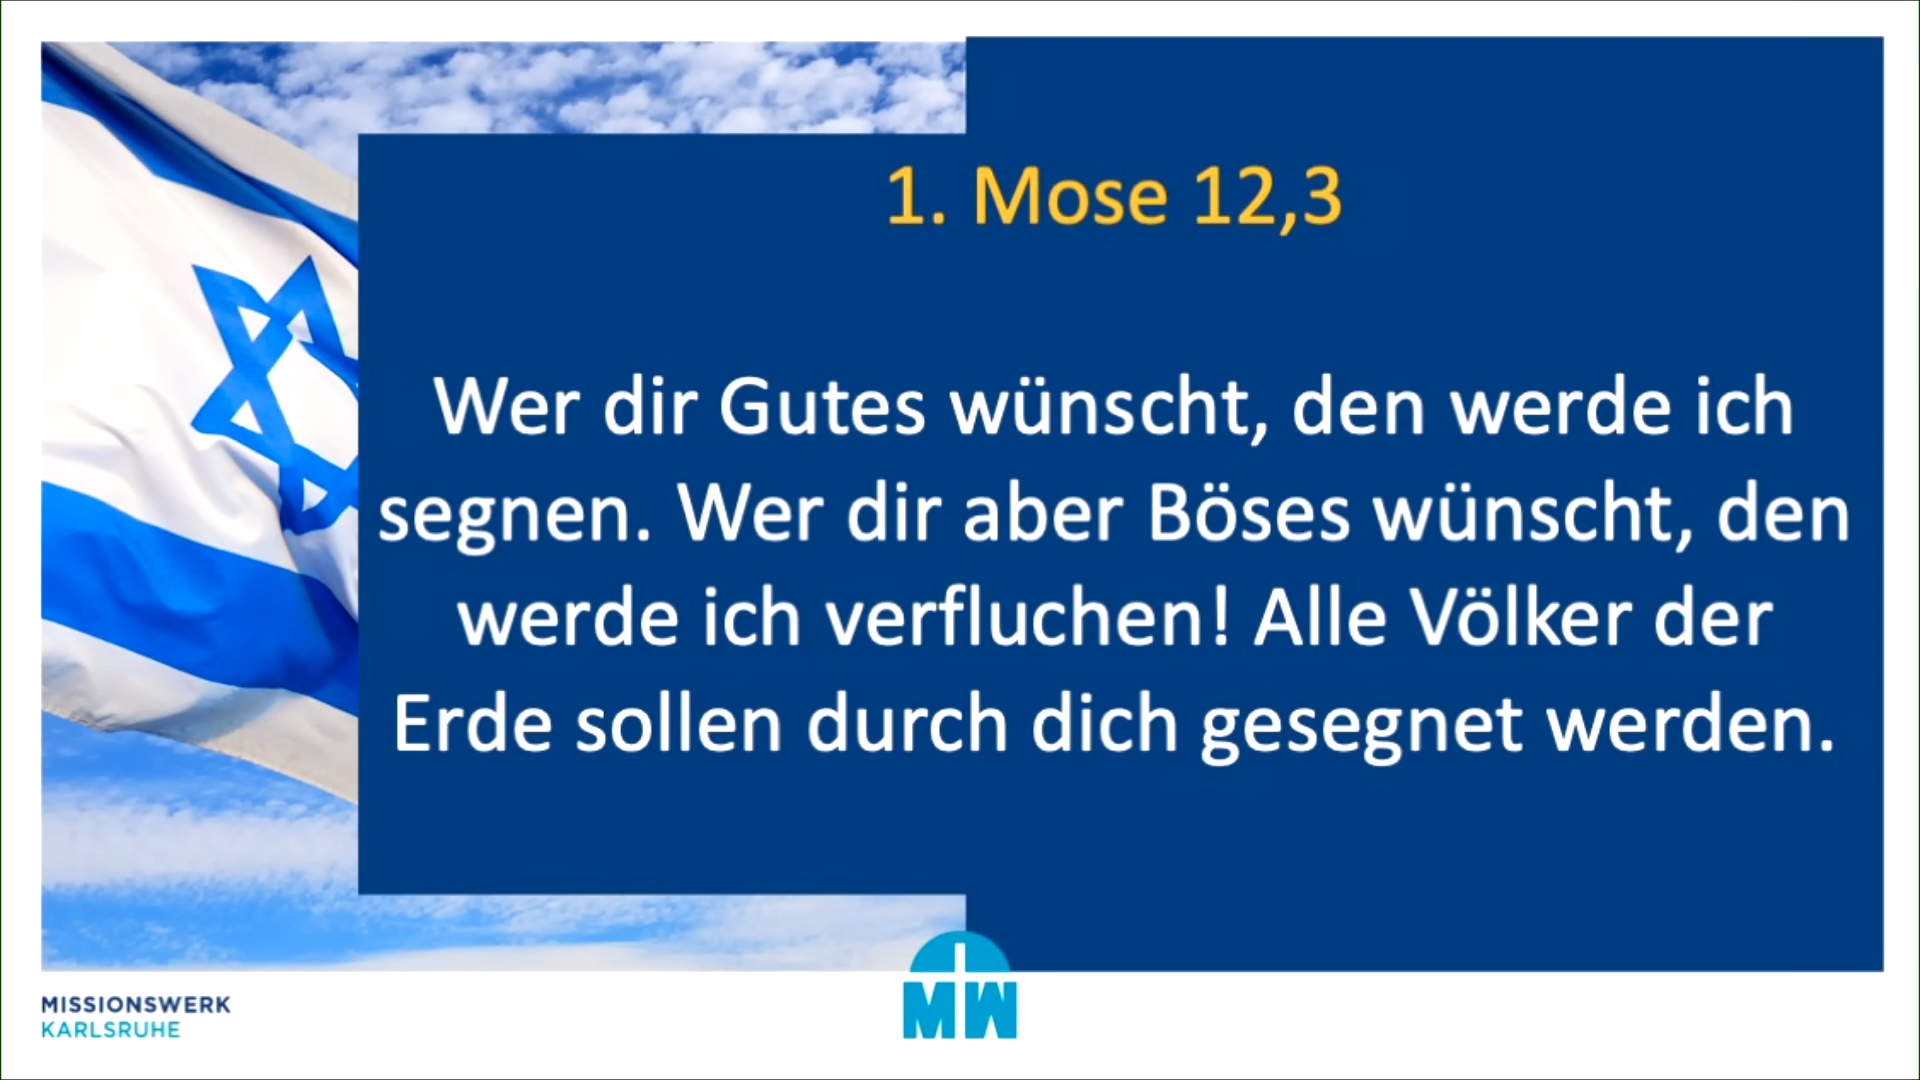 1. Mose 12,3
Wer dir Gutes wünscht, den werde ich
segnen. Wer dir aber Böses wünscht, den
werde ich verfluchen! Alle Völker der
Erde sollen durch dich gesegnet werden.
MISSIONSWERK
KARLSRUHE
MW